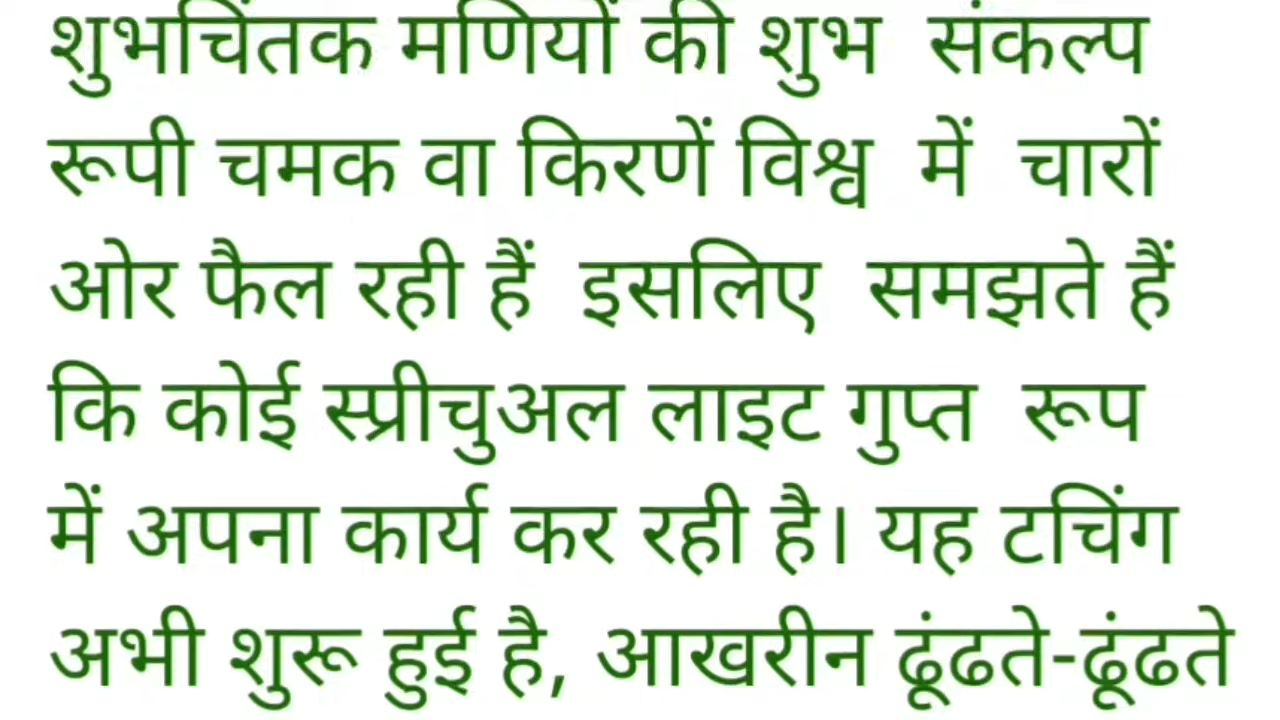 शुभचिंतक मणियों की शुभ संकल्प
रूपी चमक वा किरणें विश्व में चारों
ओर फैल रही हैं इसलिए समझते हैं
कि कोई स्प्रीचुअल लाइट गुप्त रूप
में अपना कार्य कर रही है। यह टचिंग
अभी शुरू हुई है, आखरीन ढूंढते-ढूंढते